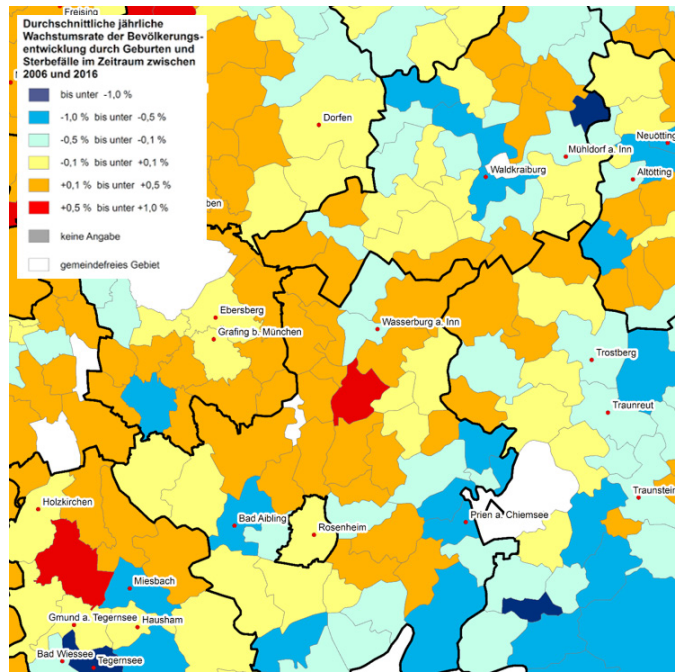 Freising
Durchschnittliche jährliche
Wachstumsrate der Bevölkerungs-
entwicklung durch Geburten und
Sterbefälle im Zeitraum zwischen
2006 und 2016
bis unter -1,0 %
-1,0 % bis unter -0,5 %
-0,5 % bis unter -0,1 %
-0,1 % bis unter +0,1 %
+0,1 % bis unter +0,5 %
+0,5 % bis unter +1,0 %
keine Angabe
gemeindefreies Gebiet
Dorfen
Neuötting
Mühldorf a. Inn
Waldkraiburg
Altötting
ben
Ebersberg
Grafing b. München
Wasserburg a. Inn
Trostberg
Traunreut
Holzkirchen
Traunstein
Bad Aibling
Rosenheim
Prien a. Chiemsee
Miesbach
Gmund a. Tegernsee
Hausham
Bad Wiessee
Tegernsee